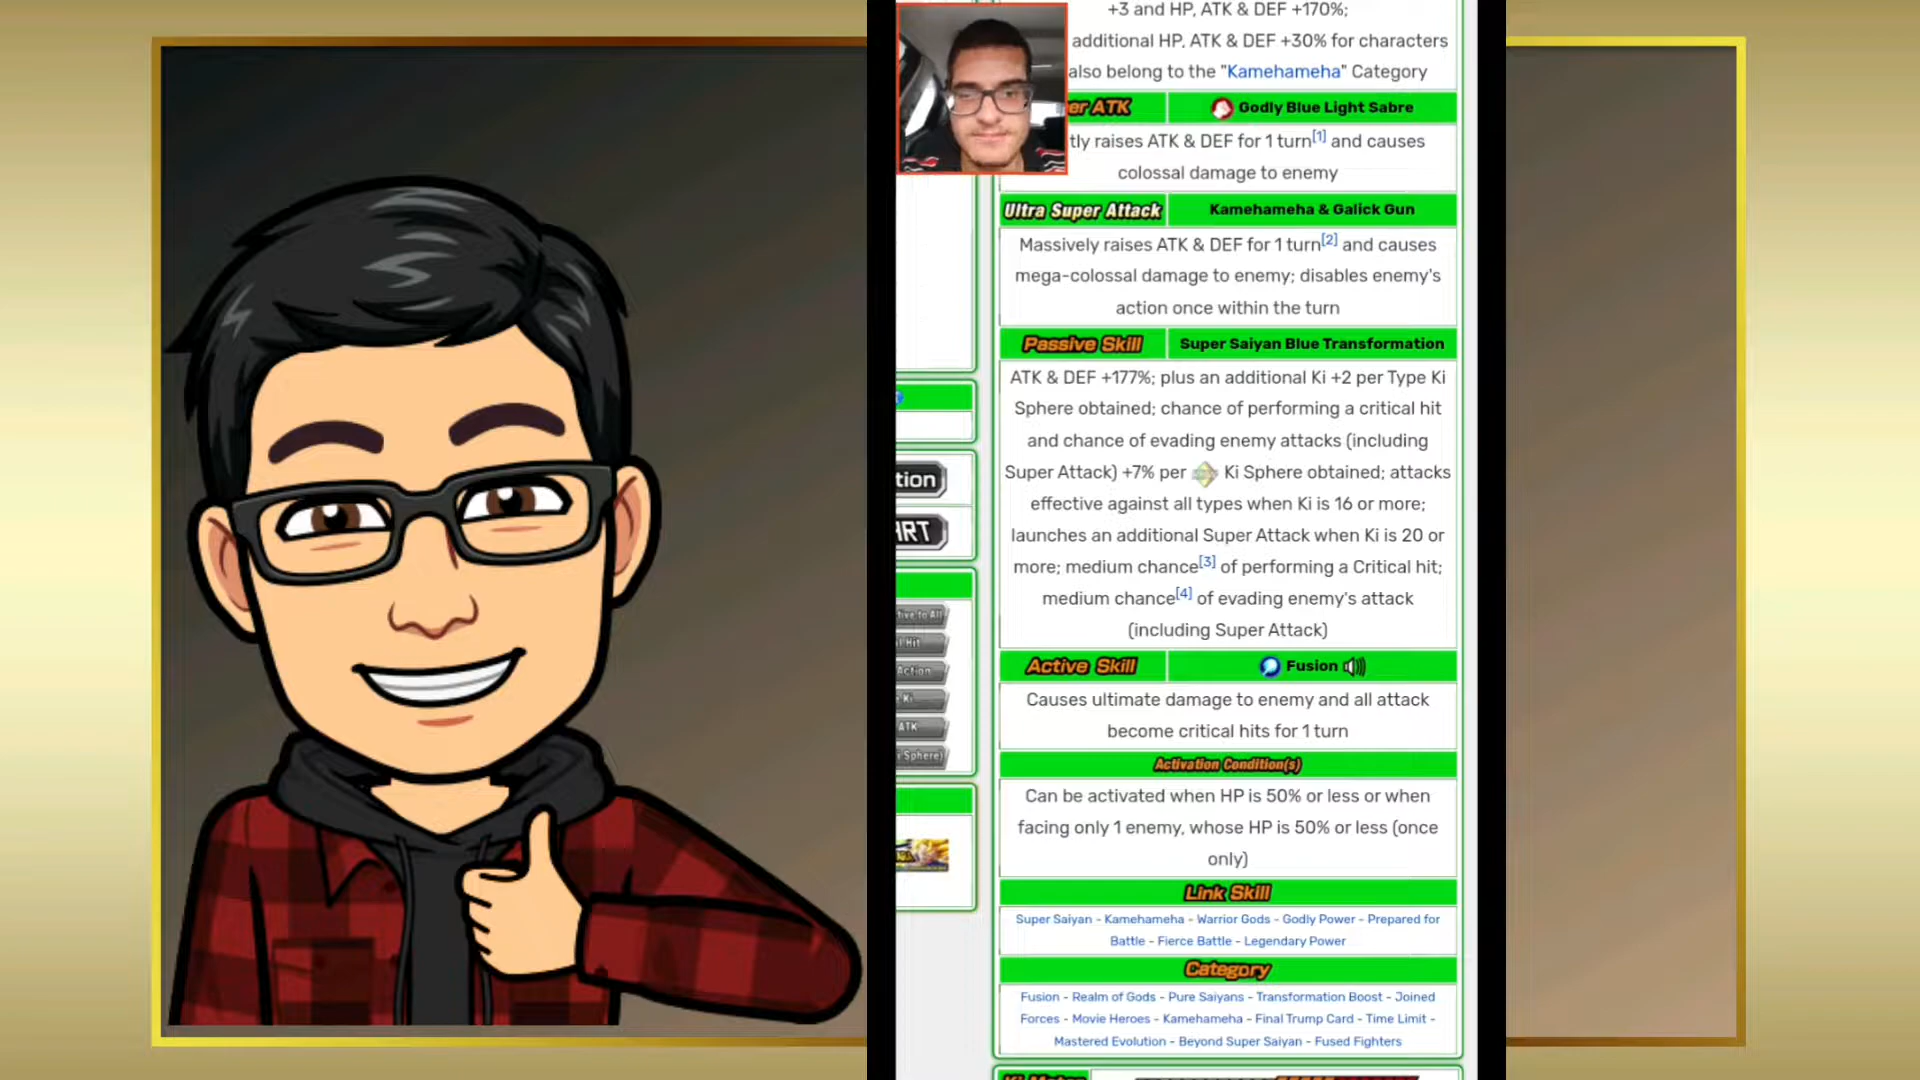 +3 and HP, ATK & DEF +170%;
additional HP, ATK & DEF +30% for characters
also belong to the "Kamehameha" Category
er ATK
Godly Blue Light Sabre
tly raises ATK & DEF for 1 turn[1] and causes
colossal damage to enemy
Ultra Super Attack
Kamehameha & Galick Gun
Massively raises ATK & DEF for 1 turn[2] and causes
mega-colossal damage to enemy; disables enemy's
action once within the turn
Passive Skill
Super Saiyan Blue Transformation
ATK & DEF +177%; plus an additional Ki +2 per Type Ki
Sphere obtained; chance of performing a critical hit
and chance of evading enemy attacks (including
Super Attack) +7% per Ki Sphere obtained; attacks
effective against all types when Ki is 16 or more;
launches an additional Super Attack when Ki is 20 or
more; medium chance[3] of performing a Critical hit;
medium chance[4] of evading enemy's attack
(including Super Attack)
Active Skill
Fusion
Causes ultimate damage to enemy and all attack
become critical hits for 1 turn
Activation Condition(s)
Can be activated when HP is 50% or less or when
facing only 1 enemy, whose HP is 50% or less (once
only)
Link Skill
Super Saiyan - Kamehameha - Warrior Gods - Godly Power - Prepared for
Battle - Fierce Battle - Legendary Power
Category
Fusion - Realm of Gods - Pure Saiyans - Transformation Boost - Joined
Forces - Movie Heroes - Kamehameha - Final Trump Card - Time Limit -
Mastered Evolution - Beyond Super Saiyan - Fused Fighters
tion
ART
tive to All
l Hit
Action
Ki
ATK
Sphere)